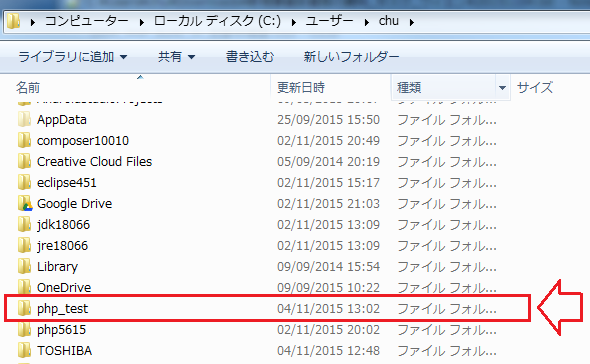 コンピューター ▸ ローカル ディスク (C:) ▸ ユーザー ▸ chu ▸
ライブラリに追加 ▼ 共有 ▼ 書き込む 新しいフォルダー
名前 更新日時 種類 サイズ
AppData 25/09/2015 15:50 ファイル フォル...
composer10010 02/11/2015 20:49 ファイル フォル...
Creative Cloud Files 25/09/2014 20:19 ファイル フォル...
eclipse451 02/11/2015 15:17 ファイル フォル...
Google Drive 02/11/2015 21:03 ファイル フォル...
jdk18066 02/11/2015 13:09 ファイル フォル...
jre18066 02/11/2015 13:09 ファイル フォル...
Library 09/09/2014 15:54 ファイル フォル...
OneDrive 09/09/2015 10:22 ファイル フォル...
php_test 04/11/2015 13:02 ファイル フォル...
php5615 02/11/2015 20:02 ファイル フォル...
TOSHIBA 04/11/2015 12:48 ファイル フォル...